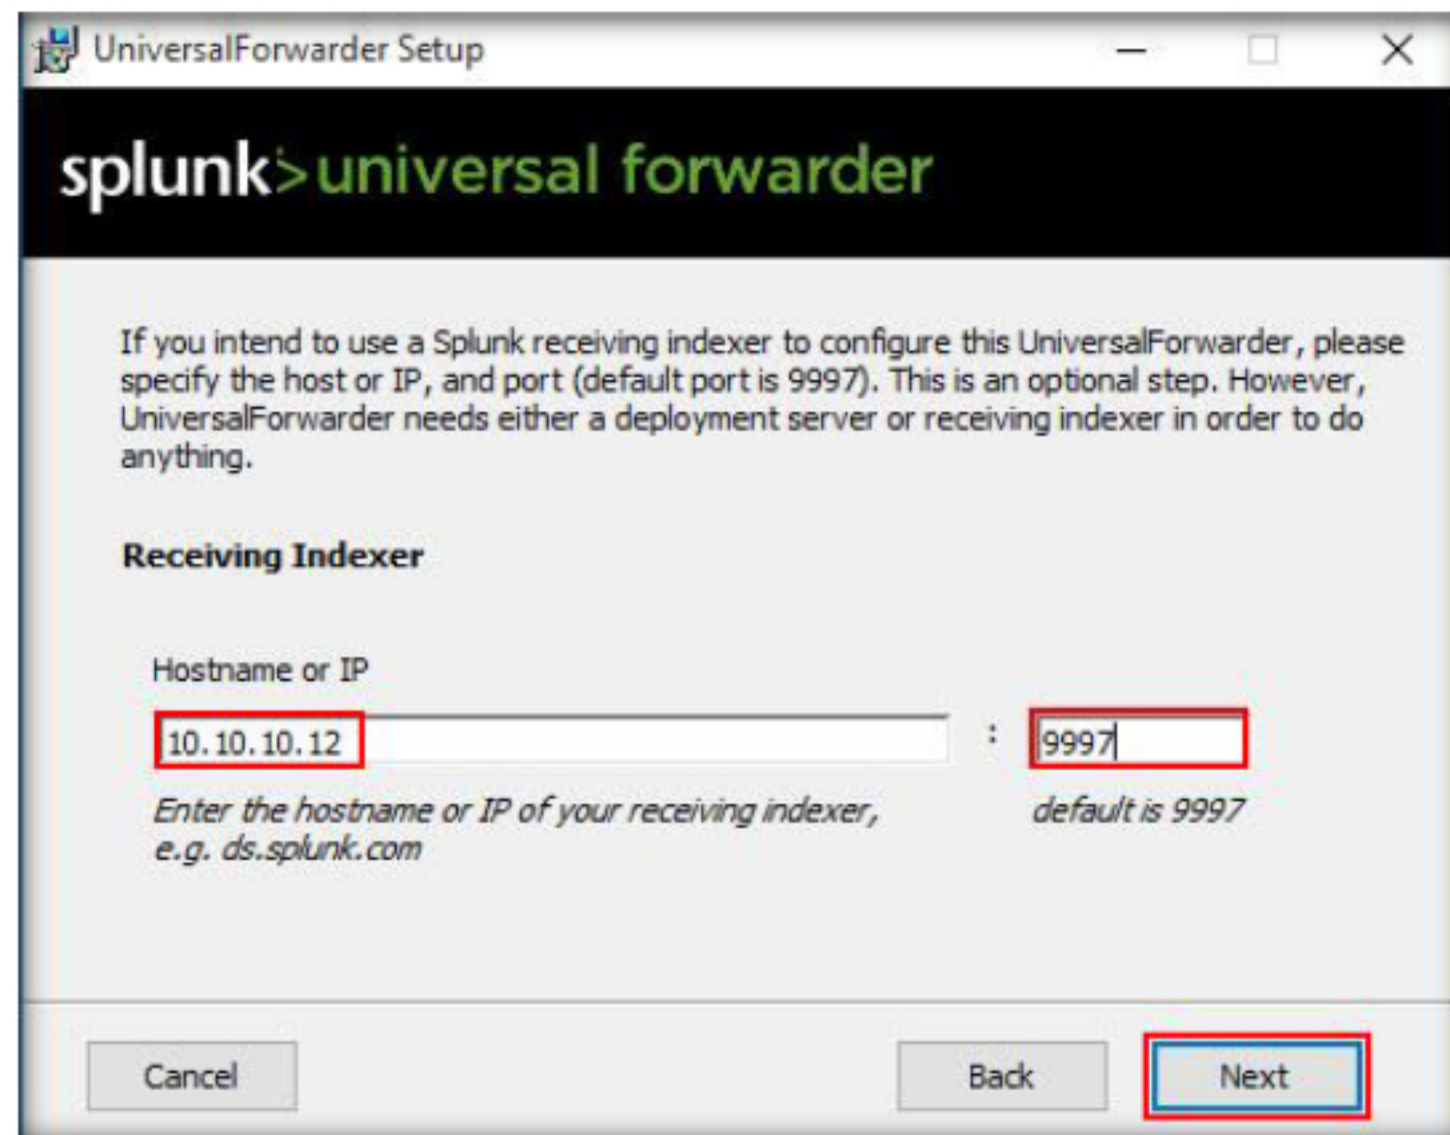 UniversalForwarder Setup
splunk>universal forwarder
If you intend to use a Splunk receiving indexer to configure this UniversalForwarder, please
specify the host or IP, and port (default port is 9997). This is an optional step. However,
UniversalForwarder needs either a deployment server or receiving indexer in order to do
anything.
Receiving Indexer
Hostname or IP
10.10.10.12 : 9997
Enter the hostname or IP of your receiving indexer, default is 9997
e.g. ds.splunk.com
Cancel Back Next